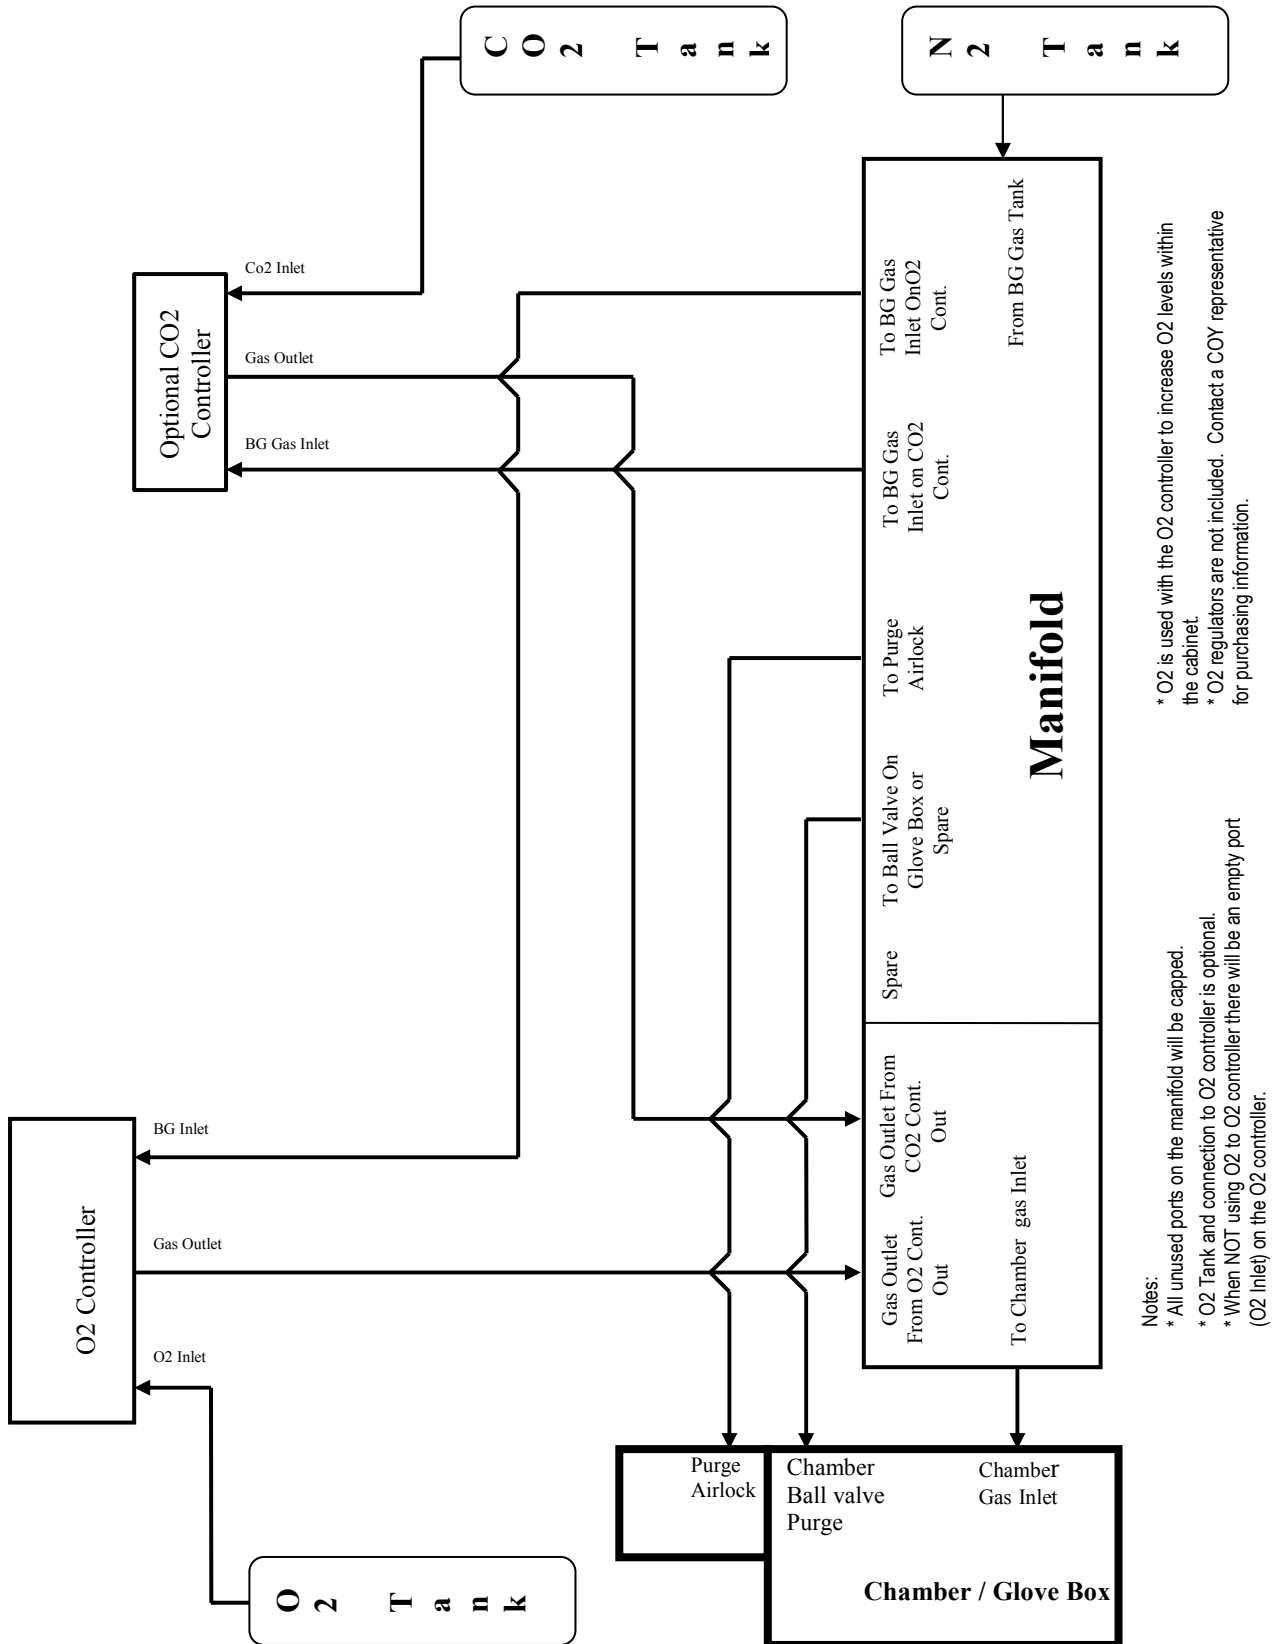 CO2 Tank
N2 Tank
Co2 Inlet
Optional CO2
Controller
Gas Outlet
BG Gas Inlet
To BG Gas
Inlet OnO2
Cont.
From BG Gas Tank
To BG Gas
Inlet on CO2
Cont.
To Purge
Airlock
Manifold
To Ball Valve On
Glove Box or
Spare
Spare
Gas Outlet From
CO2 Cont.
Out
Gas Outlet
From O2 Cont.
Out
To Chamber gas Inlet
BG Inlet
O2 Controller
Gas Outlet
O2 Inlet
O2 Tank
Purge
Airlock
Chamber
Ball valve
Purge
Chamber
Gas Inlet
Chamber / Glove Box
Notes:
* All unused ports on the manifold will be capped.
* O2 Tank and connection to O2 controller is optional.
* When NOT using O2 to O2 controller there will be an empty port
(O2 Inlet) on the O2 controller.
* O2 is used with the O2 controller to increase O2 levels within
the cabinet.
* O2 regulators are not included. Contact a COY representative
for purchasing information.